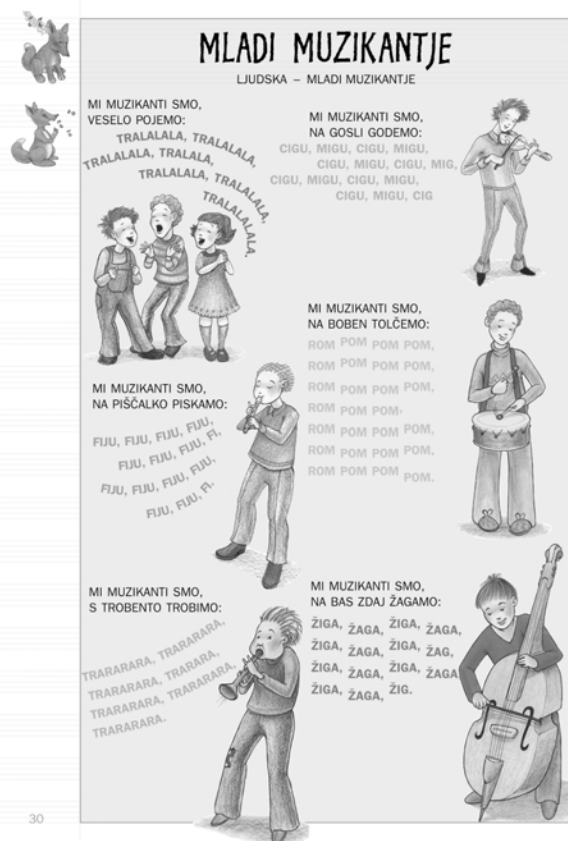 MLADI MUZIKANTJE
LJUDSKA – MLADI MUZIKANTJE
MI MUZIKANTI SMO,
VESELO POJEMO:
TRALALALA, TRALALALA,
TRALALALA, TRALALA,
TRALALALA, TRALALALA,
TRALALALALA.
MI MUZIKANTI SMO,
NA GOSLI GODEMO:
CIGU, MIGU, CIGU, MIGU,
CIGU, MIGU, CIGU, MIG,
CIGU, MIGU, CIGU, MIGU,
CIGU, MIGU, CIG
MI MUZIKANTI SMO,
NA PIŠČALKO PISKAMO:
FIJU, FIJU, FIJU, FIJU,
FIJU, FIJU, FIJU, FI.
FIJU, FIJU, FIJU, FIJU,
FIJU, FIJU, FI.
MI MUZIKANTI SMO,
NA BOBEN TOLČEMO:
ROM POM POM POM,
ROM POM POM POM,
ROM POM POM POM,
ROM POM POM,
ROM POM POM POM,
ROM POM POM POM,
ROM POM POM POM.
MI MUZIKANTI SMO,
S TROBENTO TROBIMO:
TRARARARA, TRARARARA,
TRARARARA, TRARARA,
TRARARARA, TRARARARA,
TRARARARA.
MI MUZIKANTI SMO,
NA BAS ZDAJ ŽAGAMO:
ŽIGA, ŽAGA, ŽIGA, ŽAGA,
ŽIGA, ŽAGA, ŽIGA, ŽAG,
ŽIGA, ŽAGA, ŽIGA, ŽAGA
ŽIGA, ŽAGA, ŽIG.
30